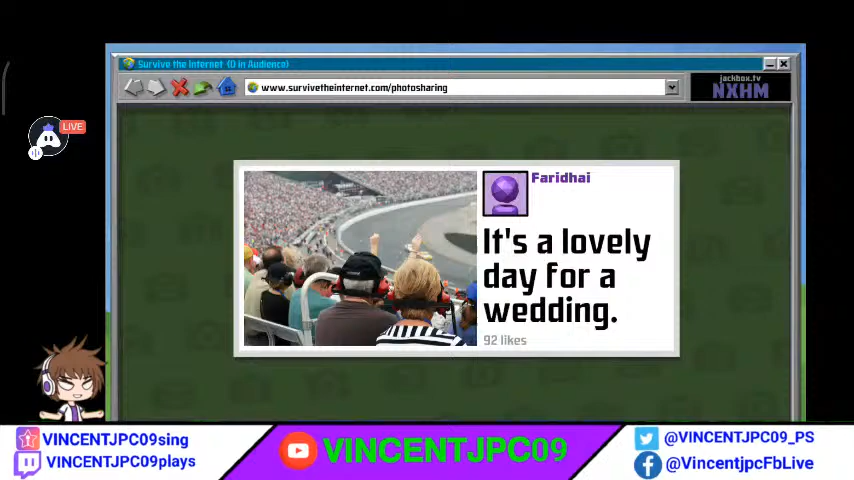 Survive the Internet (0 in Audience)
www.survivetheinternet.com/photosharing
jackbox.tv
NXHM
LIVE
Faridhai
It's a lovely
day for a
wedding.
92 likes
VINCENTJPC09sing
VINCENTJPC09plays
VINCENTJPC09
@VINCENTJPC09_PS
@VincentjpcFbLive